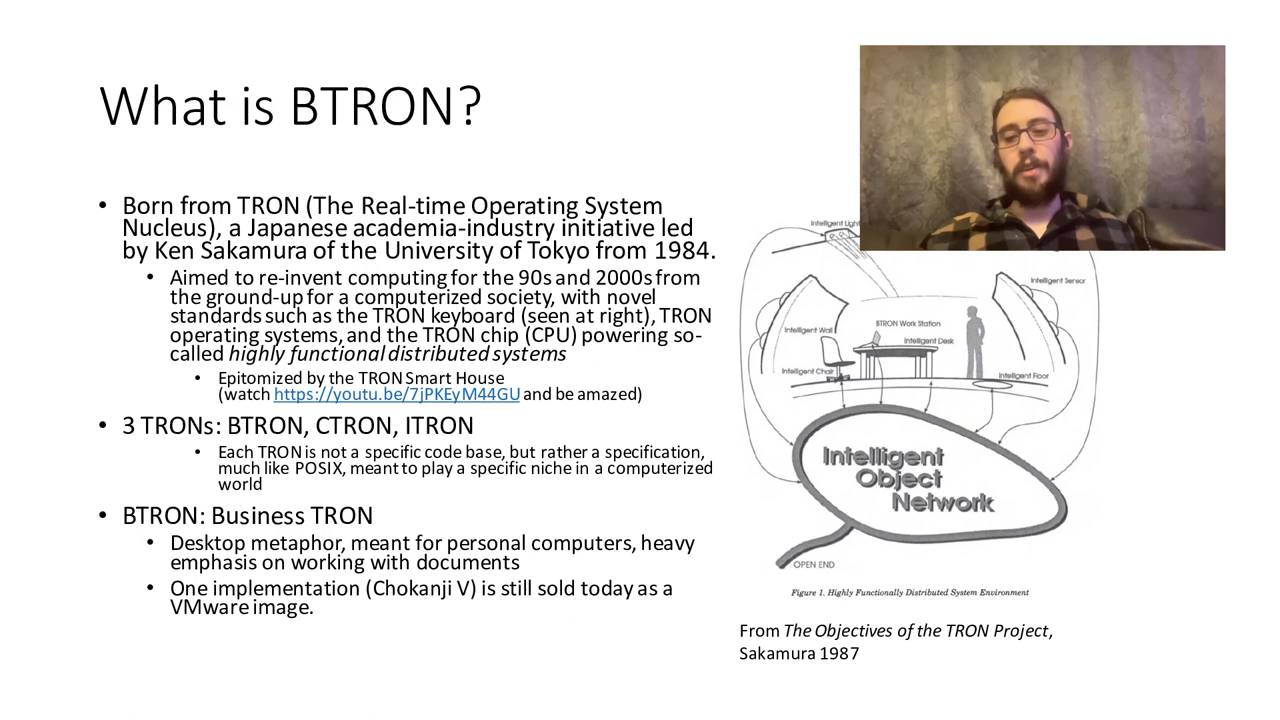 What is BTRON?
• Born from TRON (The Real-time Operating System
Nucleus), a Japanese academia-industry initiative led
by Ken Sakamura of the University of Tokyo from 1984.
• Aimed to re-invent computing for the 90s and 2000s from
the ground-up for a computerized society, with novel
standards such as the TRON keyboard (seen at right), TRON
operating systems, and the TRON chip (CPU) powering so-
called highly functional distributed systems
• Epitomized by the TRON Smart House
(watch https://youtu.be/7jPKEyM44GU and be amazed)
• 3 TRONs: BTRON, CTRON, ITRON
• Each TRON is not a specific code base, but rather a specification,
much like POSIX, meant to play a specific niche in a computerized
world
• BTRON: Business TRON
• Desktop metaphor, meant for personal computers, heavy
emphasis on working with documents
• One implementation (Chokanji V) is still sold today as a
VMware image.
Intelligent Ligh
Intelligent Sensor
Intelligent Wall
BTRON Work Station
Intelligent Desk
Intelligent Chair
Intelligent Floor
Intelligent
Object
Network
OPEN END
Figure 1. Highly Functionally Distributed System Environment
From The Objectives of the TRON Project,
Sakamura 1987